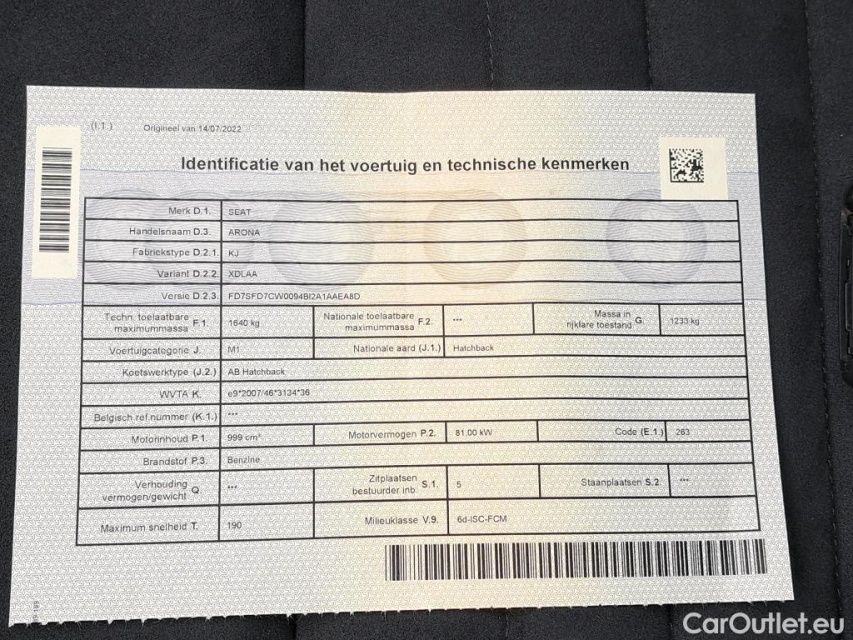 (I.1.) Origineel van 14/07/2022
Identificatie van het voertuig en technische kenmerken
Merk D.1. SEAT
Handelsnaam D.3. ARONA
Fabriekstype D.2.1. KJ
Variant D.2.2. XDLAA
Versie D.2.3. FD7SFD7CW0094BI2A1AAEA8D
Techn. toelaatbare maximummassa F.1. 1640 kg Nationale toelaatbare maximummassa F.2. *** Massa in rijklare toestand G. 1233 kg
Voertuigcategorie J. M1 Nationale aard (J.1.) Hatchback
Koetswerktype (J.2.) AB Hatchback
WVTA K. e9*2007/46*3134*36
Belgisch ref.nummer (K.1.) ***
Motorinhoud P.1. 999 cm³ Motorvermogen P.2. 81.00 kW Code (E.1.) 263
Brandstof P.3. Benzine
Verhouding vermogen/gewicht Q. *** Zitplaatsen bestuurder inb. S.1. 5 Staanplaatsen S.2. ***
Maximum snelheid T. 190 Milieuklasse V.9. 6d-ISC-FCM
CarOutlet.eu